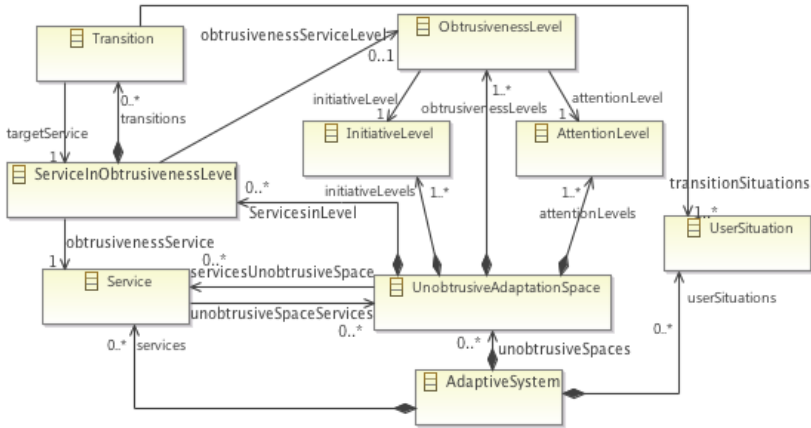 Transition
ObtrusivenessLevel
obtrusivenessServiceLevel
0..1
0..*
transitions
initiativeLevel
1
1..*
obtrusivenessLevels
attentionLevel
1
targetService
1
InitiativeLevel
AttentionLevel
ServiceInObtrusivenessLevel
0..*
ServicesinLevel
initiativeLevels
1..*
1..*
attentionLevels
transitionSituations
1..*
UserSituation
obtrusivenessService
1
0..*
servicesUnobtrusiveSpace
Service
UnobtrusiveAdaptationSpace
unobtrusiveSpaceServices
0..*
userSituations
0..*
0..*
services
0..*
unobtrusiveSpaces
AdaptiveSystem